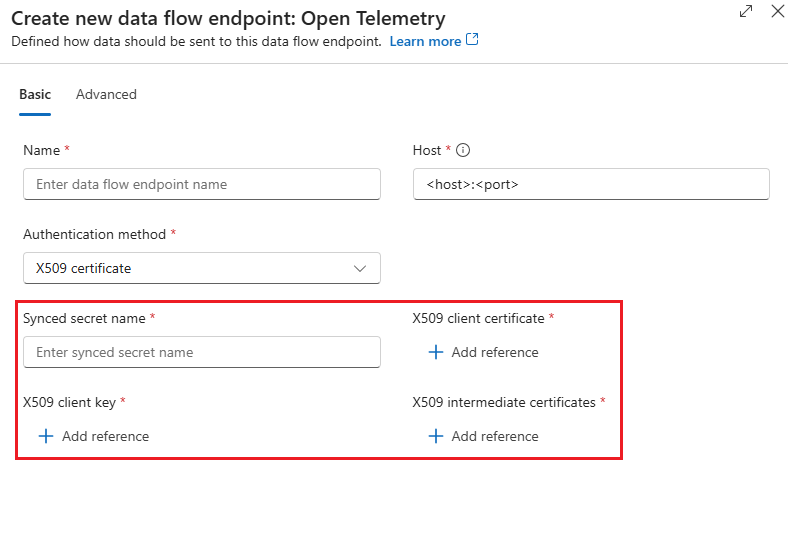 Create new data flow endpoint: Open Telemetry
Defined how data should be sent to this data flow endpoint. Learn more
Basic Advanced
Name * Host *
Enter data flow endpoint name <host>:<port>
Authentication method *
X509 certificate
Synced secret name * X509 client certificate *
Enter synced secret name + Add reference
X509 client key * X509 intermediate certificates *
+ Add reference + Add reference